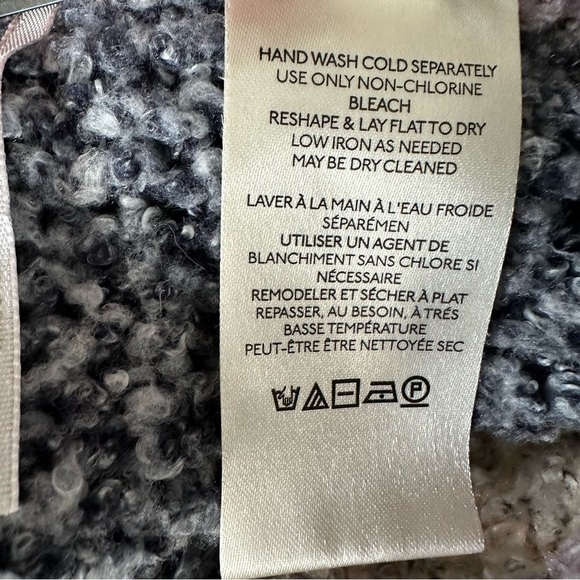 HAND WASH COLD SEPARATELY
USE ONLY NON-CHLORINE
BLEACH
RESHAPE & LAY FLAT TO DRY
LOW IRON AS NEEDED
MAY BE DRY CLEANED
LAVER À LA MAIN À L'EAU FROIDE
SÉPARÉMEN
UTILISER UN AGENT DE
BLANCHIMENT SANS CHLORE SI
NÉCESSAIRE
REMODELER ET SÉCHER À PLAT
REPASSER, AU BESOIN, À TRÉS
BASSE TEMPÉRATURE
PEUT-ÊTRE ÊTRE NETTOYÉE SEC
P